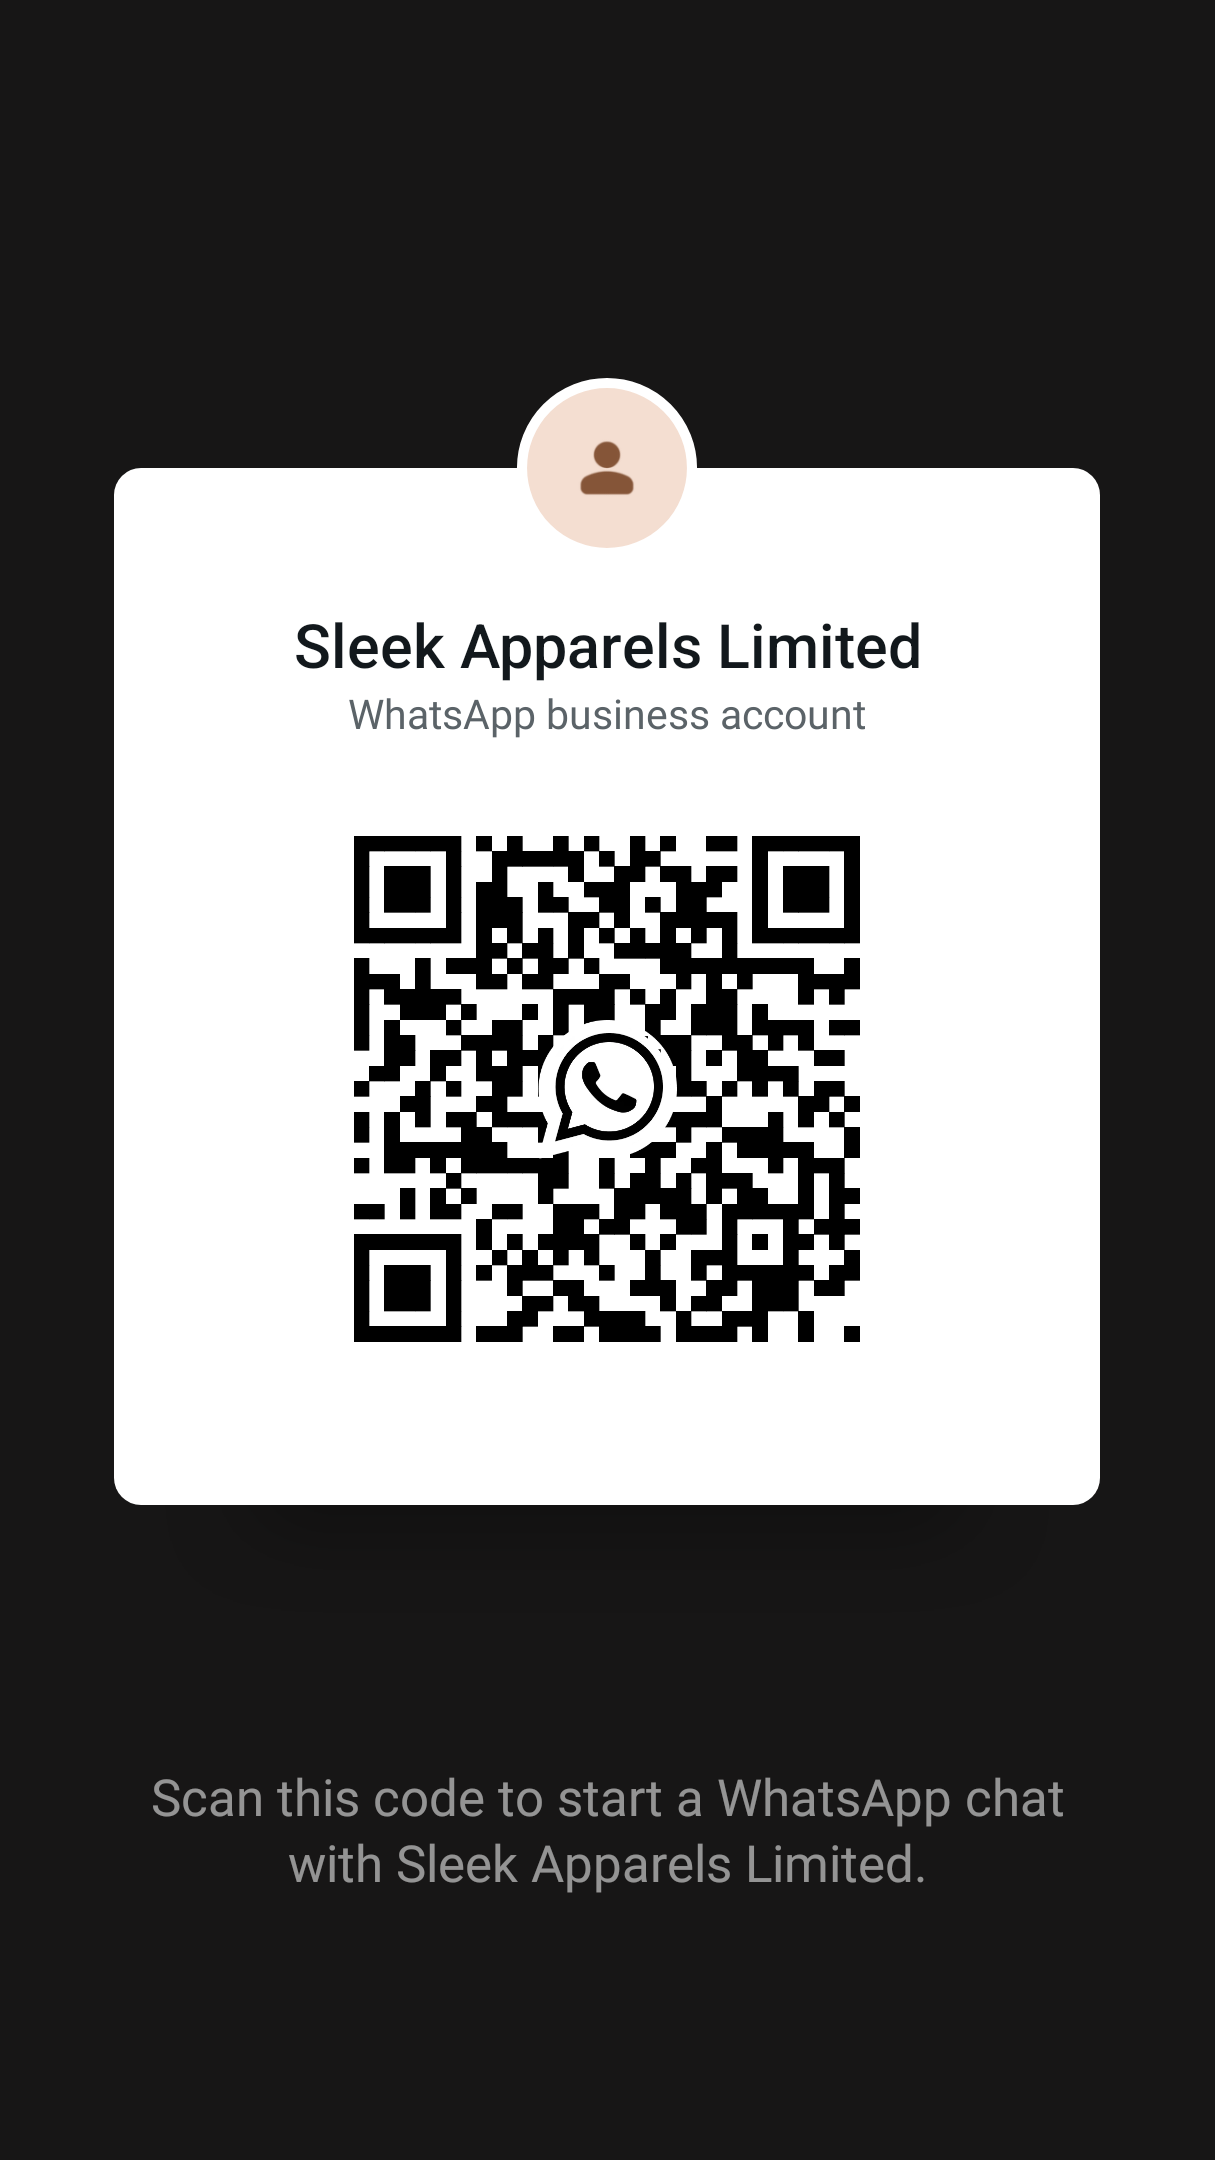 Sleek Apparels Limited
WhatsApp business account
Scan this code to start a WhatsApp chat
with Sleek Apparels Limited.